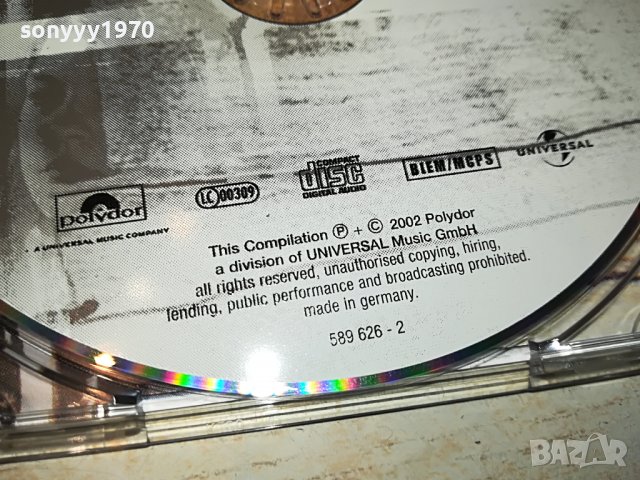 sonyyy1970
polydor
A UNIVERSAL MUSIC COMPANY
LC 00309
COMPACT
disc
DIGITAL AUDIO
BIEM/MCPS
UNIVERSAL
This Compilation Ⓟ + © 2002 Polydor
a division of UNIVERSAL Music GmbH
all rights reserved, unauthorised copying, hiring,
lending, public performance and broadcasting prohibited.
made in germany.
589 626 - 2
BAZAR